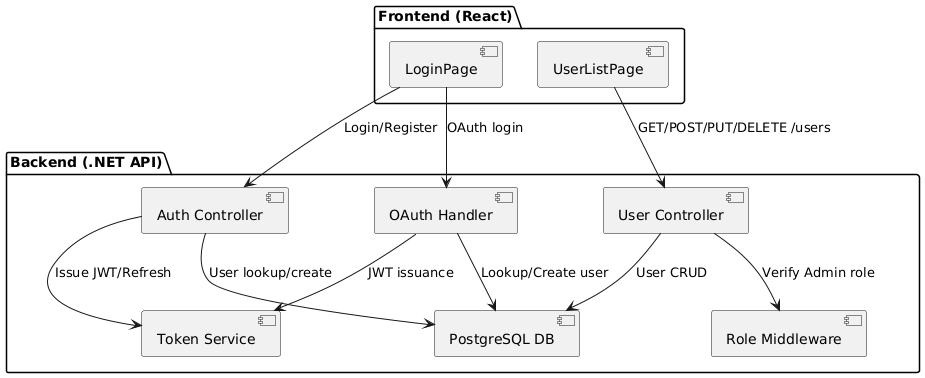 Frontend (React)
LoginPage
UserListPage
Login/Register
OAuth login
GET/POST/PUT/DELETE /users
Backend (.NET API)
Auth Controller
OAuth Handler
User Controller
Issue JWT/Refresh
User lookup/create
JWT issuance
Lookup/Create user
User CRUD
Verify Admin role
Token Service
PostgreSQL DB
Role Middleware